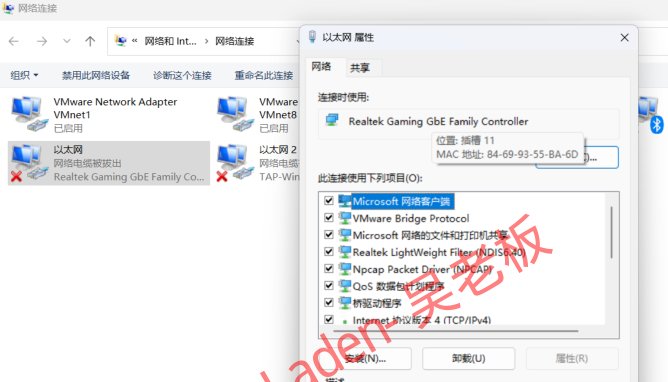 网络连接
« 网络和 Int... 网络连接
组织 禁用此网络设备 诊断这个连接 重命名此连接
VMware Network Adapter VMnet1
已启用
VMware
VMnet8
已启用
以太网
网络电缆被拔出
Realtek Gaming GbE Family Co...
以太网 2
网络电缆
TAP-Win
以太网 属性
网络 共享
连接时使用:
Realtek Gaming GbE Family Controller
位置: 插槽 11
MAC 地址: 84-69-93-55-BA-6D
此连接使用下列项目(O):
Microsoft 网络客户端
VMware Bridge Protocol
Microsoft 网络的文件和打印机共享
Realtek LightWeight Filter (NDIS6.40)
Npcap Packet Driver (NPCAP)
QoS 数据包计划程序
桥驱动程序
Internet 协议版本 4 (TCP/IPv4)
安装(N)... 卸载(U) 属性(R)
描述
Laden-吴老板